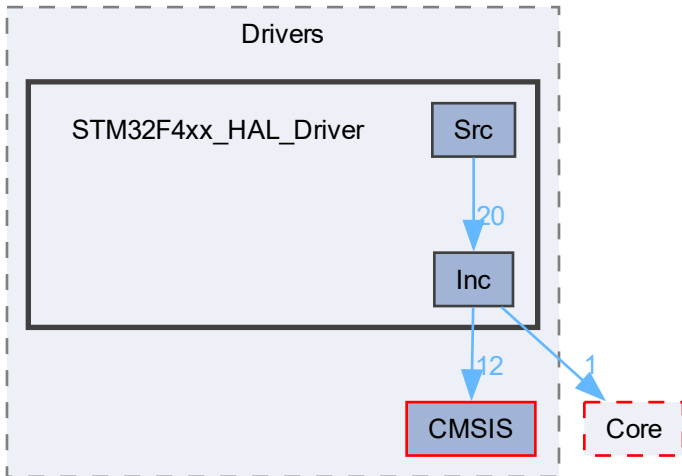 Drivers
STM32F4xx_HAL_Driver
Src
20
Inc
12
1
CMSIS
Core